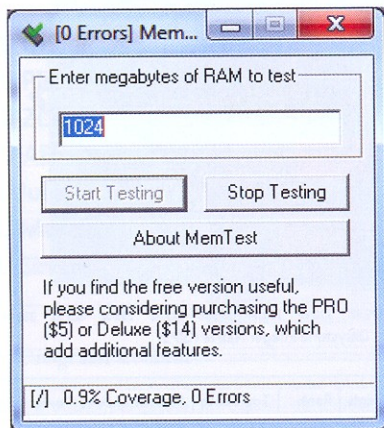 [0 Errors] Mem...
Enter megabytes of RAM to test
1024
Start Testing
Stop Testing
About MemTest
If you find the free version useful,
please considering purchasing the PRO
($5) or Deluxe ($14) versions, which
add additional features.
[/] 0.9% Coverage, 0 Errors